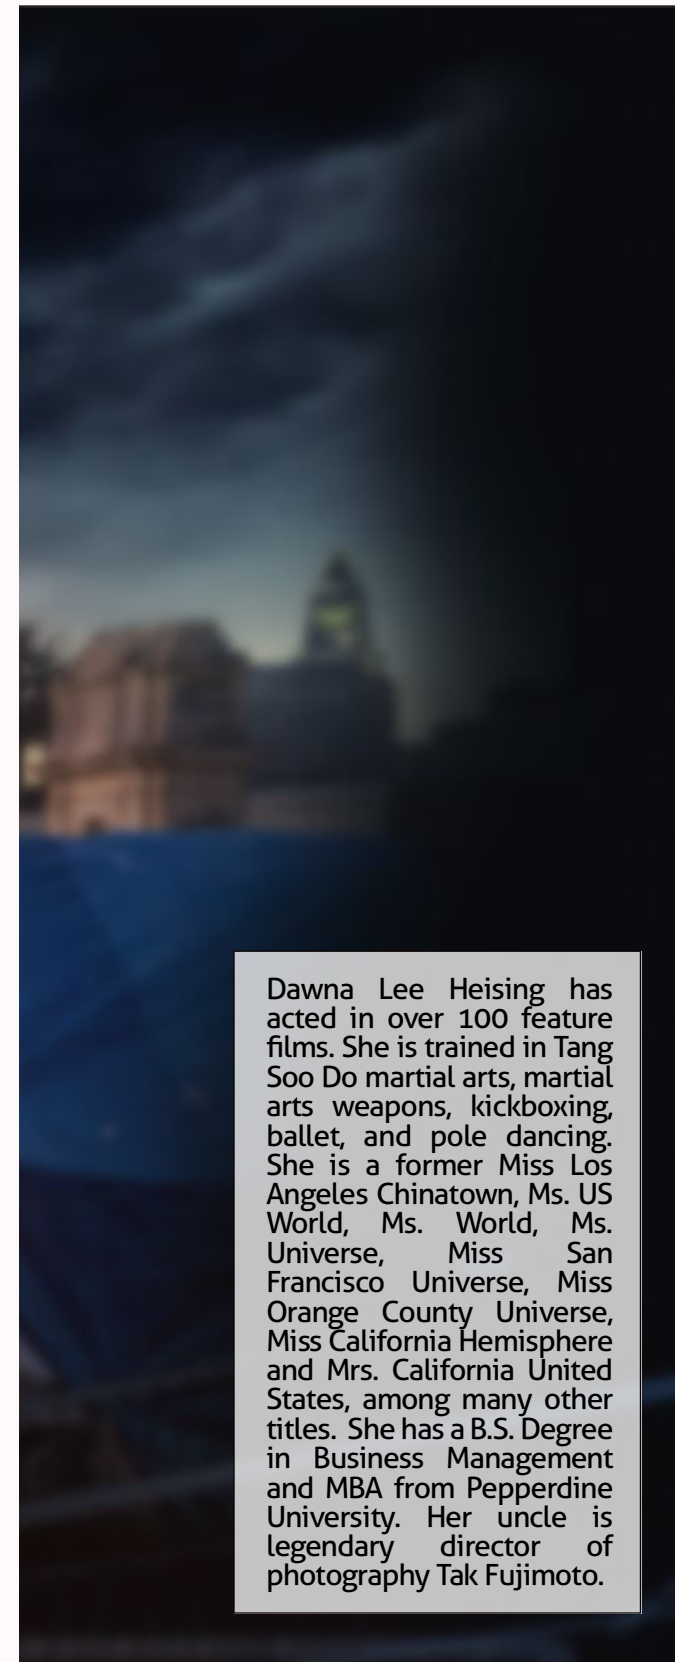 Dawna Lee Heising has
acted in over 100 feature
films. She is trained in Tang
Soo Do martial arts, martial
arts weapons, kickboxing,
ballet, and pole dancing.
She is a former Miss Los
Angeles Chinatown, Ms. US
World, Ms. World, Ms.
Universe, Miss San
Francisco Universe, Miss
Orange County Universe,
Miss California Hemisphere
and Mrs. California United
States, among many other
titles. She has a B.S. Degree
in Business Management
and MBA from Pepperdine
University. Her uncle is
legendary director of
photography Tak Fujimoto.